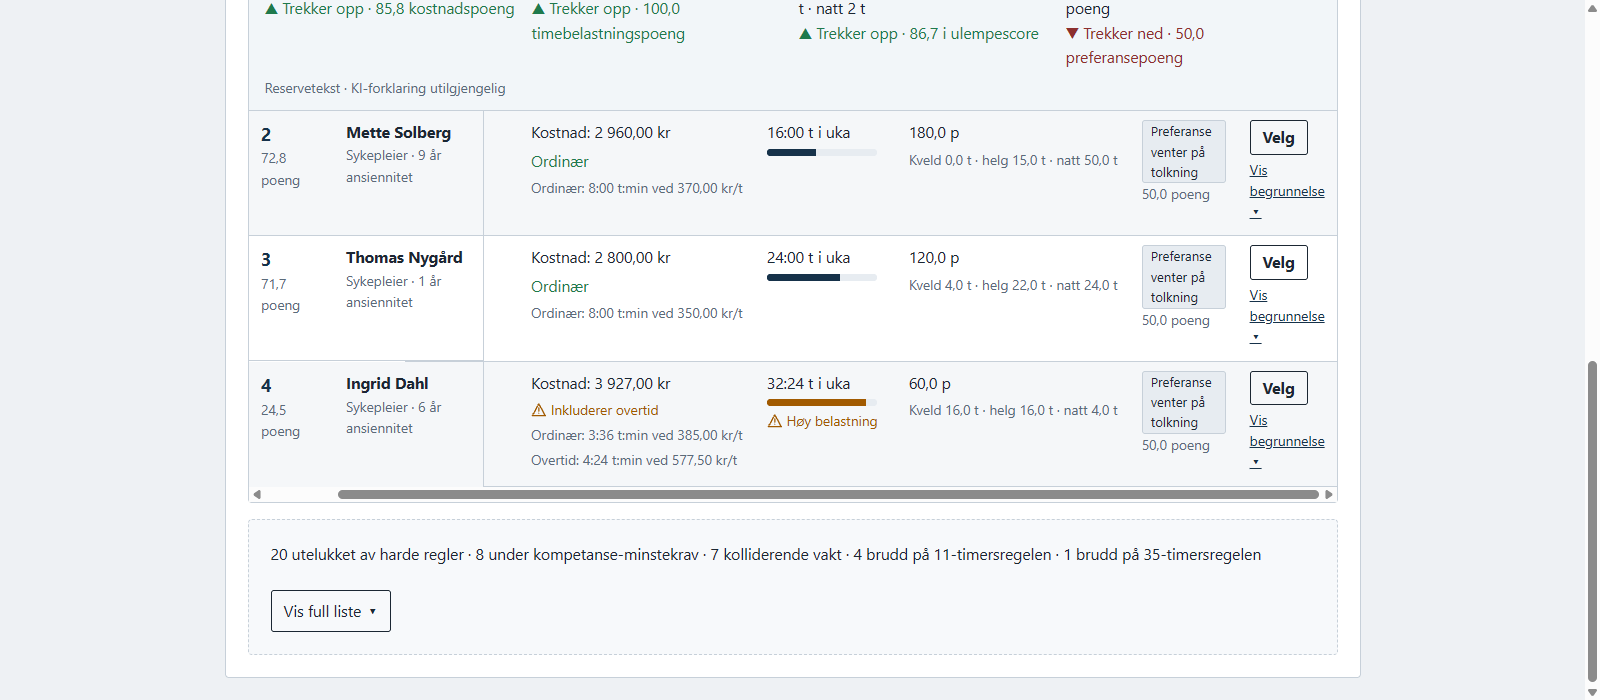 ▲ Trekker opp · 85,8 kostnadspoeng
▲ Trekker opp · 100,0
timebelastningspoeng
t · natt 2 t
▲ Trekker opp · 86,7 i ulempescore
poeng
▼ Trekker ned · 50,0
preferansepoeng
Reservetekst · KI-forklaring utilgjengelig
2
72,8
poeng
Mette Solberg
Sykepleier · 9 år
ansiennitet
Kostnad: 2 960,00 kr
Ordinær
Ordinær: 8:00 t:min ved 370,00 kr/t
16:00 t i uka
180,0 p
Kveld 0,0 t · helg 15,0 t · natt 50,0 t
Preferanse
venter på
tolkning
50,0 poeng
Velg
Vis
begrunnelse
▾
3
71,7
poeng
Thomas Nygård
Sykepleier · 1 år
ansiennitet
Kostnad: 2 800,00 kr
Ordinær
Ordinær: 8:00 t:min ved 350,00 kr/t
24:00 t i uka
120,0 p
Kveld 4,0 t · helg 22,0 t · natt 24,0 t
Preferanse
venter på
tolkning
50,0 poeng
Velg
Vis
begrunnelse
▾
4
24,5
poeng
Ingrid Dahl
Sykepleier · 6 år
ansiennitet
Kostnad: 3 927,00 kr
⚠ Inkluderer overtid
Ordinær: 3:36 t:min ved 385,00 kr/t
Overtid: 4:24 t:min ved 577,50 kr/t
32:24 t i uka
⚠ Høy belastning
60,0 p
Kveld 16,0 t · helg 16,0 t · natt 4,0 t
Preferanse
venter på
tolkning
50,0 poeng
Velg
Vis
begrunnelse
▾
20 utelukket av harde regler · 8 under kompetanse-minstekrav · 7 kolliderende vakt · 4 brudd på 11-timersregelen · 1 brudd på 35-timersregelen
Vis full liste ▾